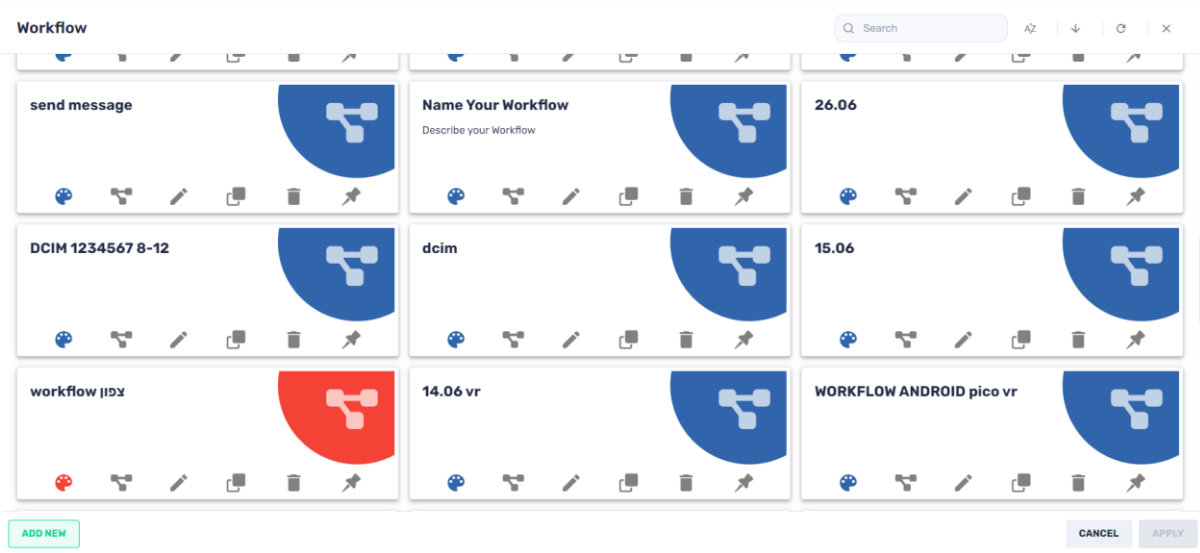 Workflow
Search
AZ
send message
Name Your Workflow
26.06
Describe your Workflow
DCIM 1234567 8-12
dcim
15.06
workflow צפון
14.06 vr
WORKFLOW ANDROID pico vr
ADD NEW
CANCEL
APPLY